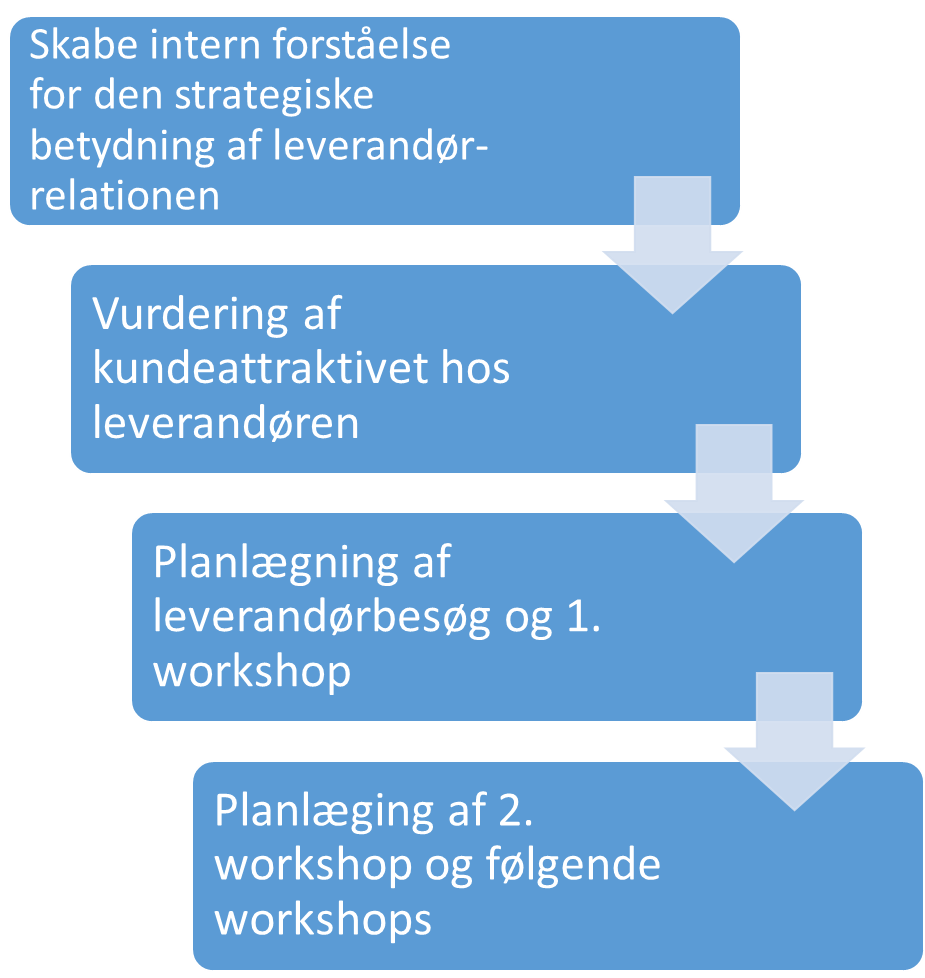 Skabe intern forståelse
for den strategiske
betydning af leverandør-
relationen
Vurdering af
kundeattraktivet hos
leverandøren
Planlægning af
leverandørbesøg og 1.
workshop
Planlæging af 2.
workshop og følgende
workshops